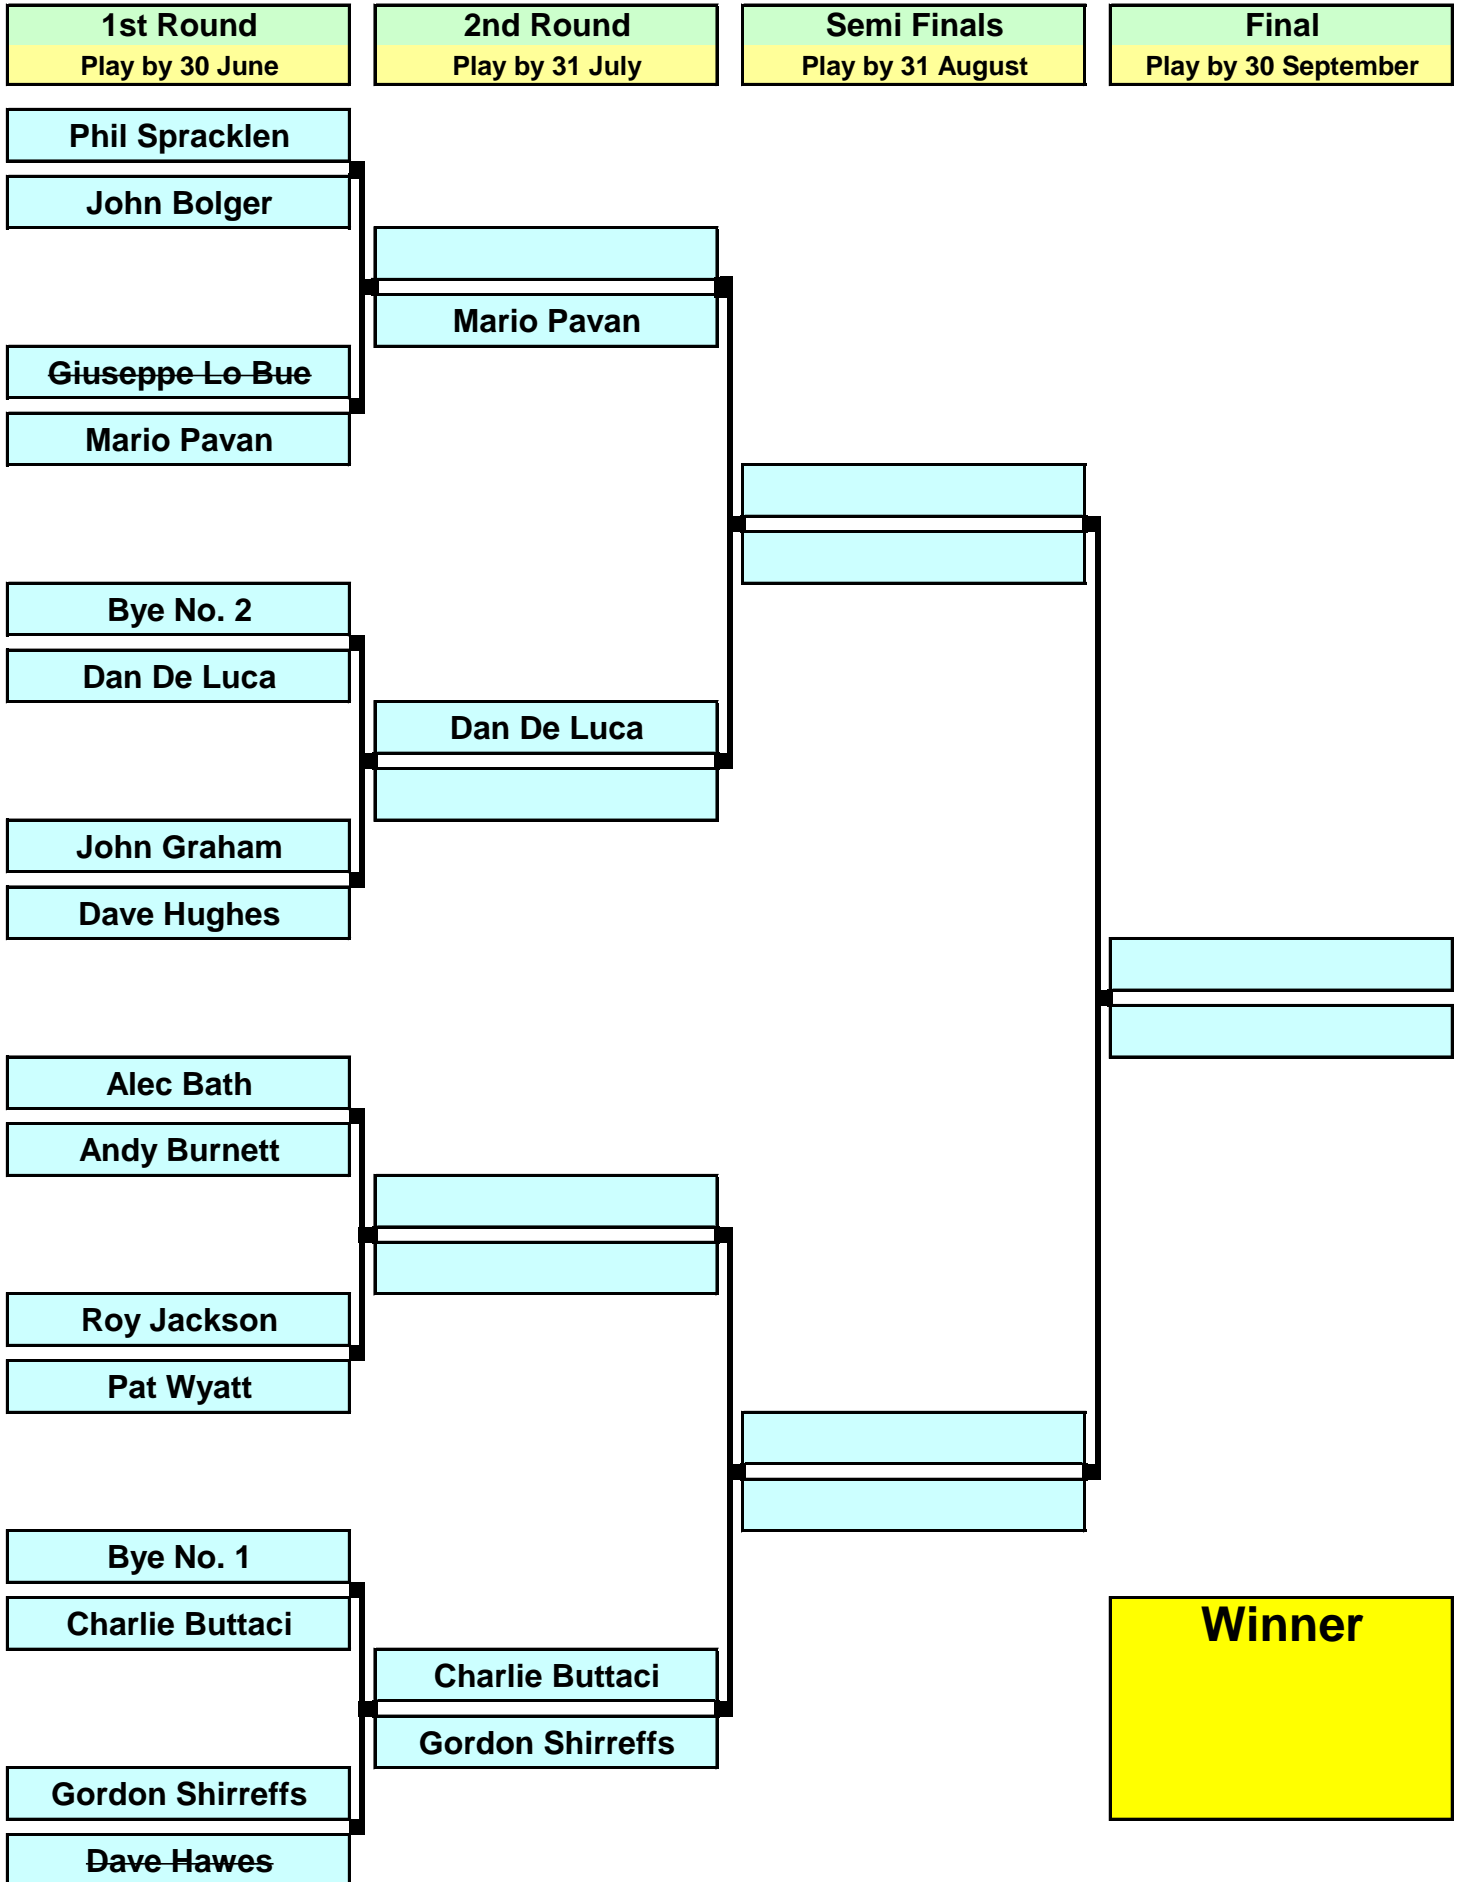 1st Round
Play by 30 June
2nd Round
Play by 31 July
Semi Finals
Play by 31 August
Final
Play by 30 September
Phil Spracklen
John Bolger
Giuseppe Lo Bue
Mario Pavan
Bye No. 2
Dan De Luca
John Graham
Dave Hughes
Alec Bath
Andy Burnett
Roy Jackson
Pat Wyatt
Bye No. 1
Charlie Buttaci
Gordon Shirreffs
Dave Hawes
Mario Pavan
Dan De Luca
Charlie Buttaci
Gordon Shirreffs
Winner